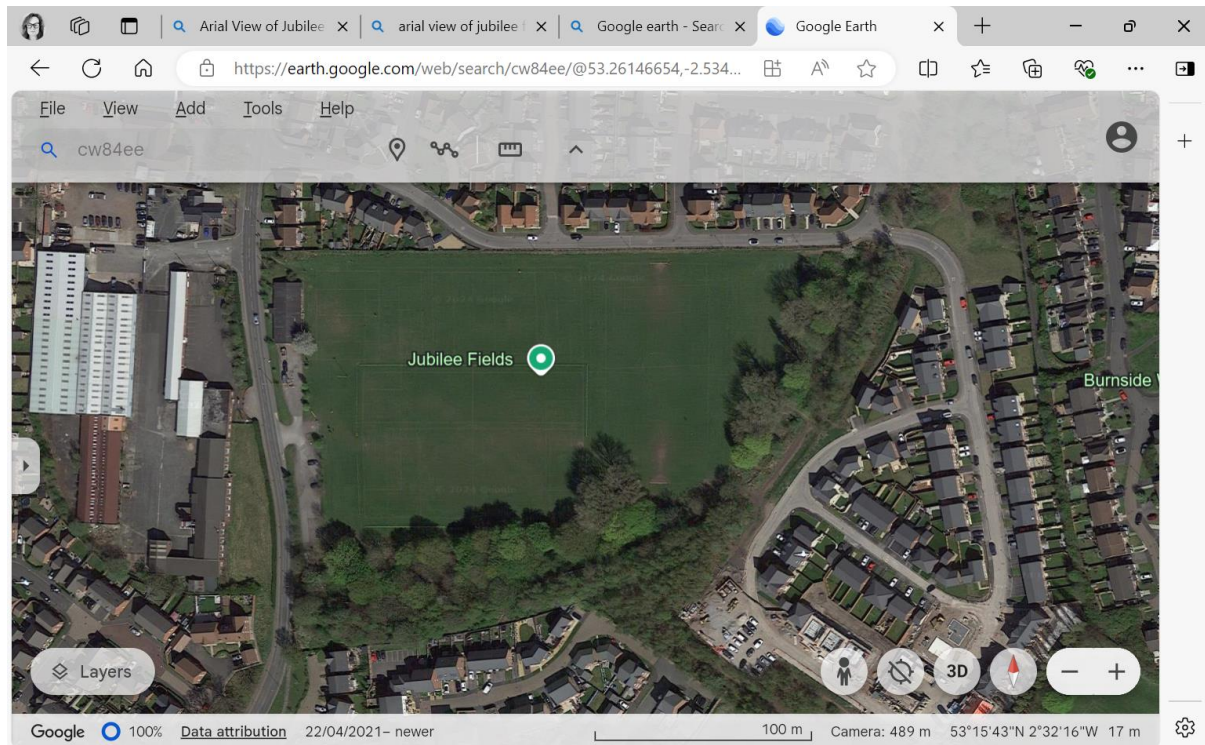 Arial View of Jubilee
arial view of jubilee f
Google earth - Searc
Google Earth
https://earth.google.com/web/search/cw84ee/@53.26146654,-2.534...
File View Add Tools Help
cw84ee
Jubilee Fields
Burnside
Layers
3D
Google 100% Data attribution 22/04/2021– newer 100 m Camera: 489 m 53°15'43"N 2°32'16"W 17 m